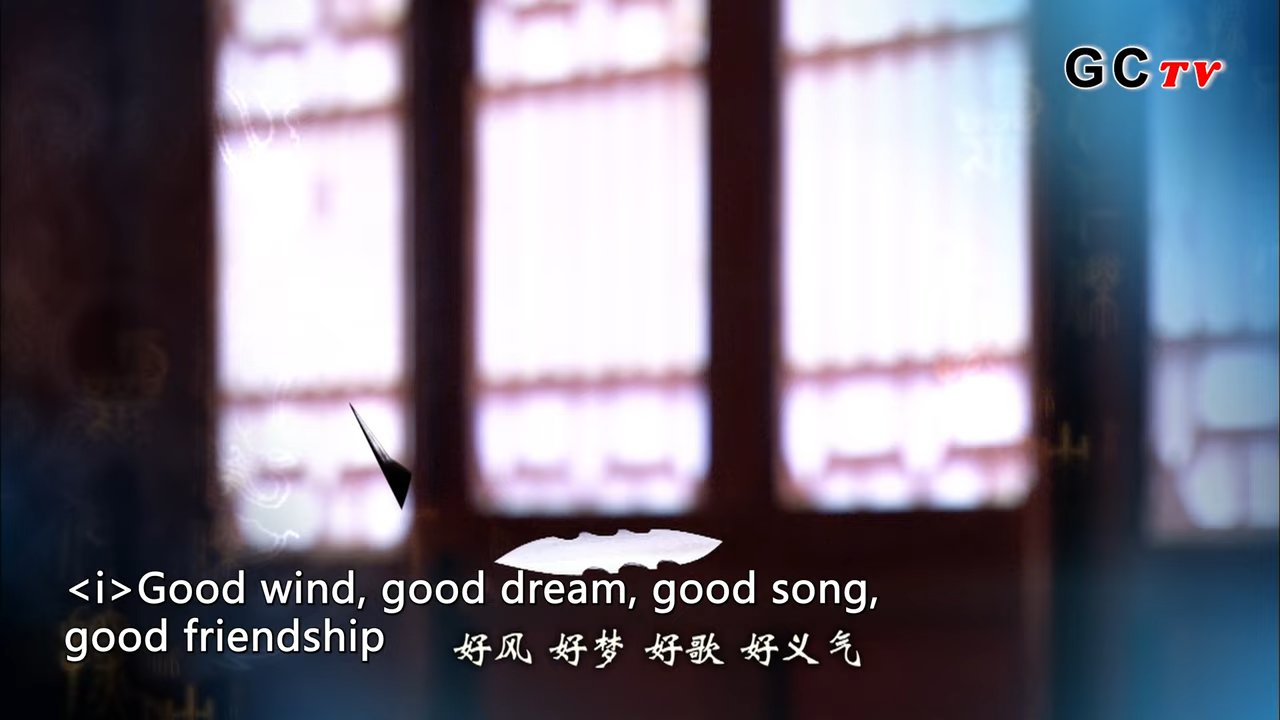 GCTV
<i>Good wind, good dream, good song,
good friendship
好风 好梦 好歌 好义气